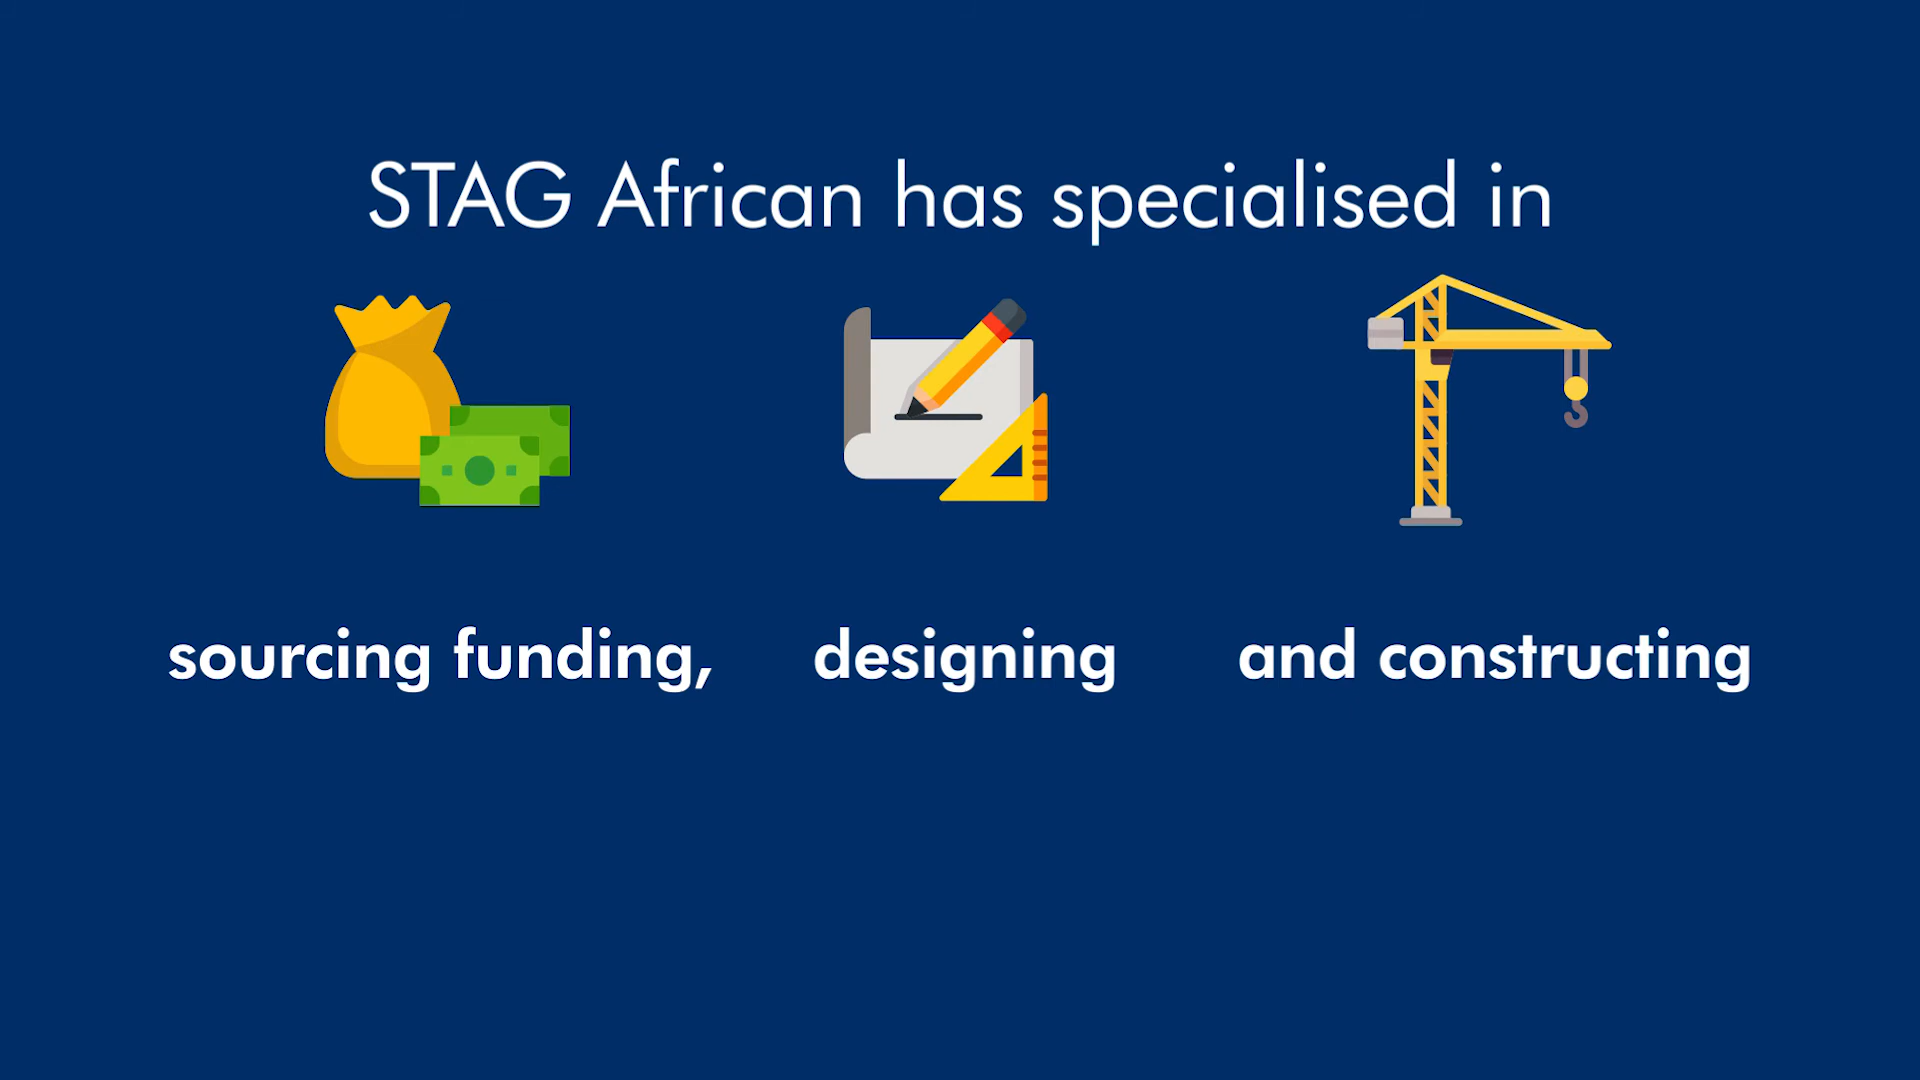 STAG African has specialised in
sourcing funding, designing and constructing